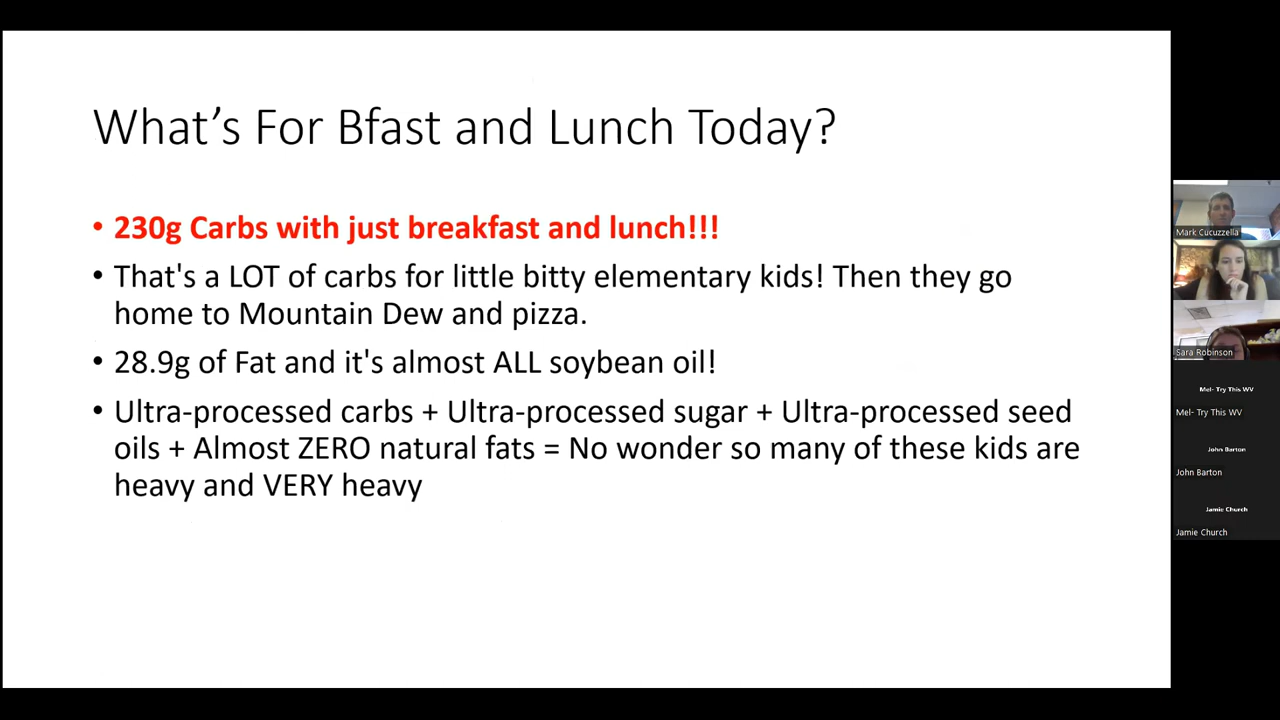 What's For Bfast and Lunch Today?
• 230g Carbs with just breakfast and lunch!!!
• That's a LOT of carbs for little bitty elementary kids! Then they go
home to Mountain Dew and pizza.
• 28.9g of Fat and it's almost ALL soybean oil!
• Ultra-processed carbs + Ultra-processed sugar + Ultra-processed seed
oils + Almost ZERO natural fats = No wonder so many of these kids are
heavy and VERY heavy
Mark Cucuzzella
Sara Robinson
Mel- Try This WV
Mel- Try This WV
John Barton
John Barton
Jamie Church
Jamie Church